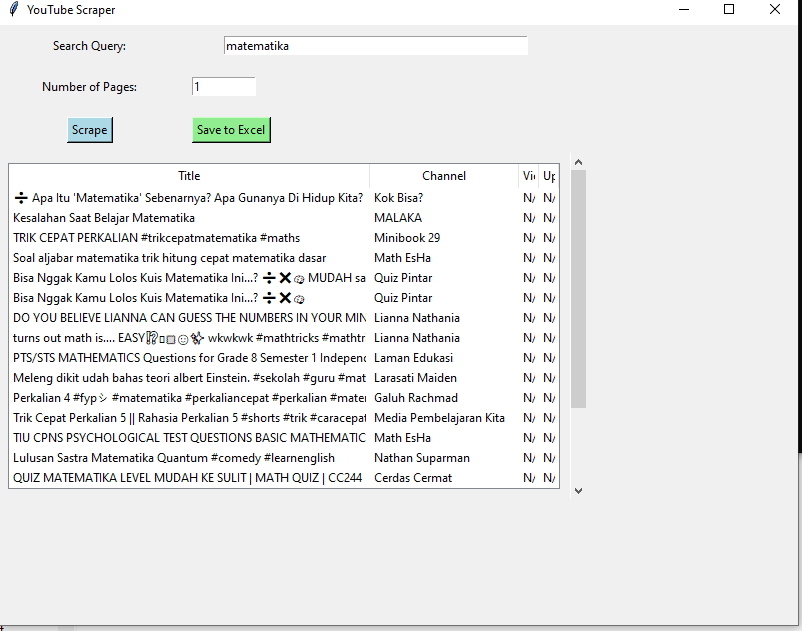 YouTube Scraper
Search Query: matematika
Number of Pages: 1
Scrape Save to Excel
Title Channel Vi Up
➗ Apa Itu 'Matematika' Sebenarnya? Apa Gunanya Di Hidup Kita? Kok Bisa? N/ N/
Kesalahan Saat Belajar Matematika MALAKA N/ N/
TRIK CEPAT PERKALIAN #trikcepatmatematika #maths Minibook 29 N/ N/
Soal aljabar matematika trik hitung cepat matematika dasar Math EsHa N/ N/
Bisa Nggak Kamu Lolos Kuis Matematika Ini...? ➗✖ MUDAH sa Quiz Pintar N/ N/
Bisa Nggak Kamu Lolos Kuis Matematika Ini...? ➗✖ Quiz Pintar N/ N/
DO YOU BELIEVE LIANNA CAN GUESS THE NUMBERS IN YOUR MIN Lianna Nathania N/ N/
turns out math is.... EASY⁉ wkwkwk #mathtricks #mathtr Lianna Nathania N/ N/
PTS/STS MATHEMATICS Questions for Grade 8 Semester 1 Indepenc Laman Edukasi N/ N/
Meleng dikit udah bahas teori albert Einstein. #sekolah #guru #mat Larasati Maiden N/ N/
Perkalian 4 #fypシ #matematika #perkaliancepat #perkalian #mater Galuh Rachmad N/ N/
Trik Cepat Perkalian 5 || Rahasia Perkalian 5 #shorts #trik #caracepat Media Pembelajaran Kita N/ N/
TIU CPNS PSYCHOLOGICAL TEST QUESTIONS BASIC MATHEMATIC Math EsHa N/ N/
Lulusan Sastra Matematika Quantum #comedy #learnenglish Nathan Suparman N/ N/
QUIZ MATEMATIKA LEVEL MUDAH KE SULIT | MATH QUIZ | CC244 Cerdas Cermat N/ N/